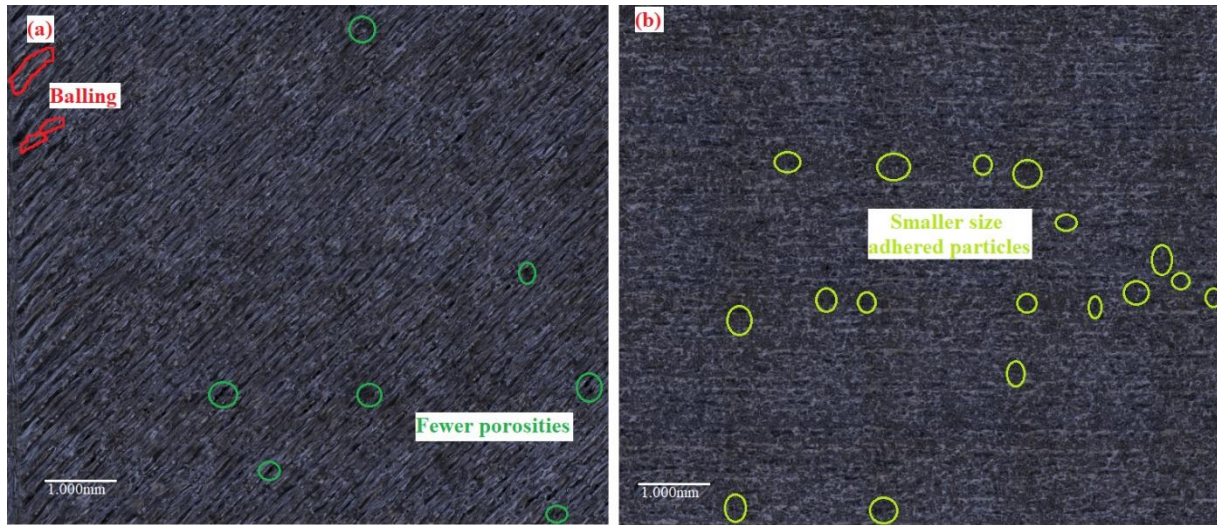 (a)
Balling
Fewer porosities
1.000mm
(b)
Smaller size
adhered particles
1.000mm